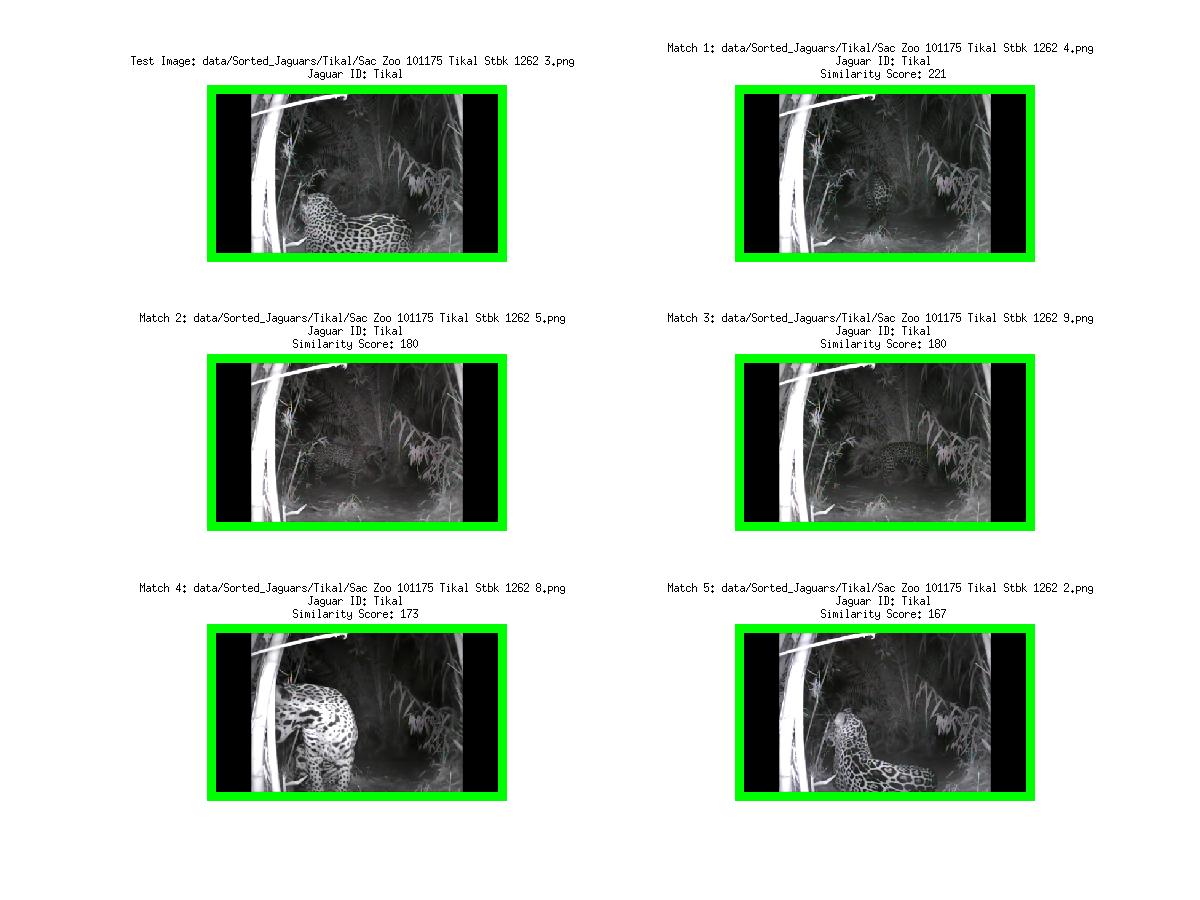 Test Image: data/Sorted_Jaguars/Tikal/Sac Zoo 101175 Tikal Stbk 1262 3.png
Jaguar ID: Tikal
Match 1: data/Sorted_Jaguars/Tikal/Sac Zoo 101175 Tikal Stbk 1262 4.png
Jaguar ID: Tikal
Similarity Score: 221
Match 2: data/Sorted_Jaguars/Tikal/Sac Zoo 101175 Tikal Stbk 1262 5.png
Jaguar ID: Tikal
Similarity Score: 180
Match 3: data/Sorted_Jaguars/Tikal/Sac Zoo 101175 Tikal Stbk 1262 9.png
Jaguar ID: Tikal
Similarity Score: 180
Match 4: data/Sorted_Jaguars/Tikal/Sac Zoo 101175 Tikal Stbk 1262 8.png
Jaguar ID: Tikal
Similarity Score: 173
Match 5: data/Sorted_Jaguars/Tikal/Sac Zoo 101175 Tikal Stbk 1262 2.png
Jaguar ID: Tikal
Similarity Score: 167